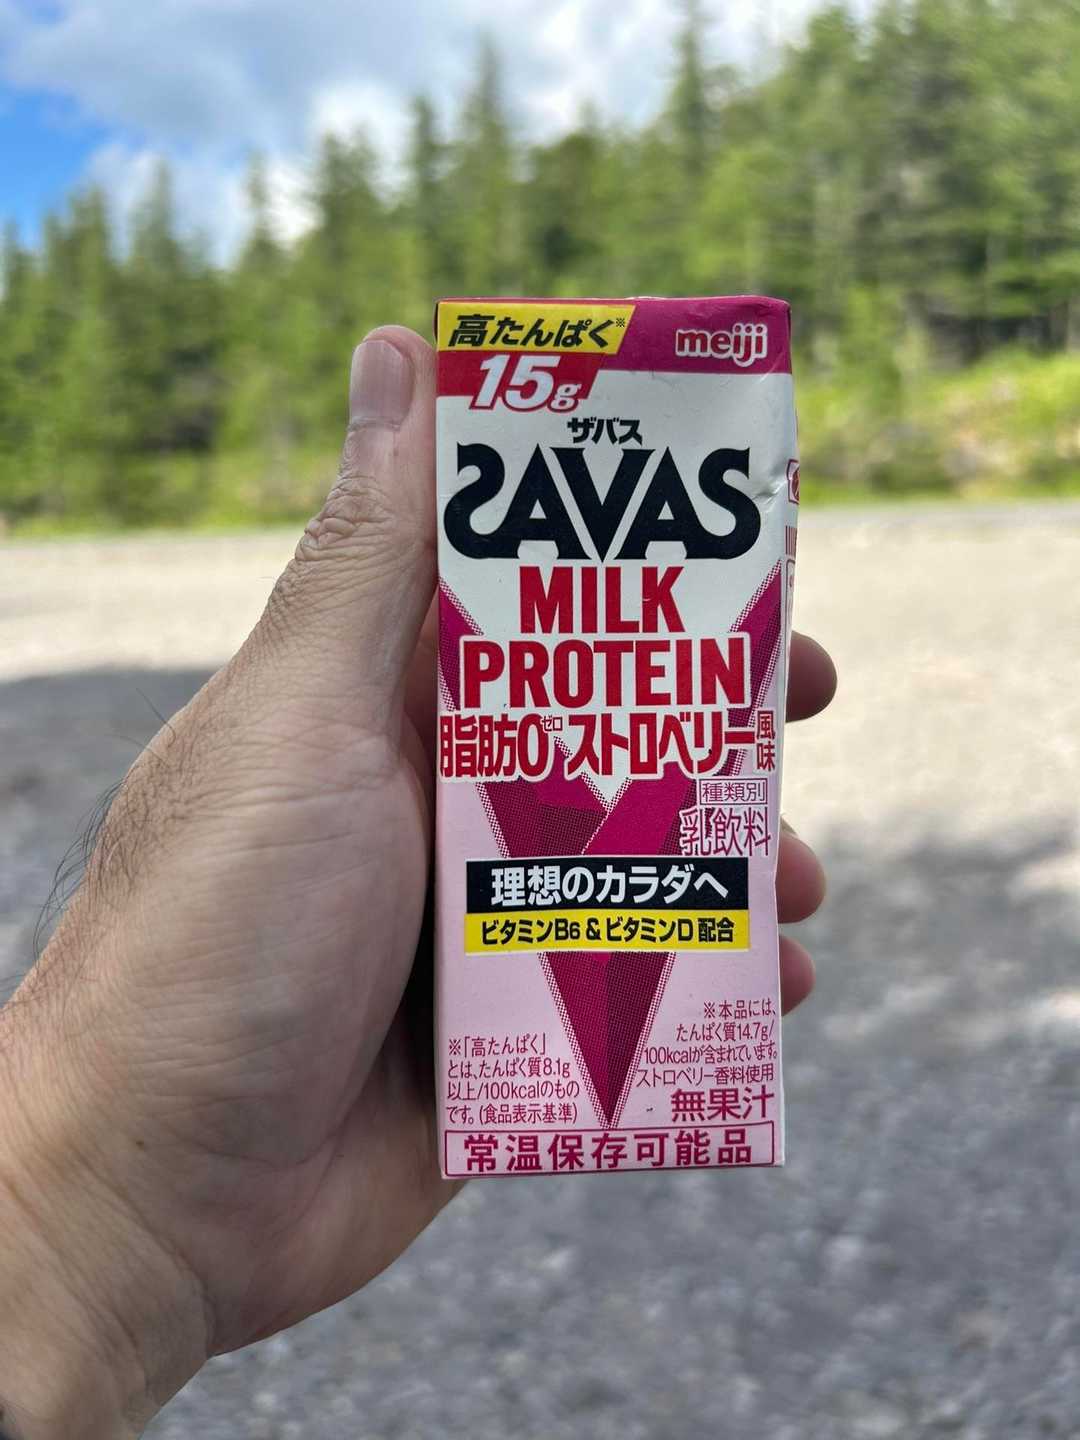 高たんぱく※
15g
meiji
ザバス
SAVAS
MILK
PROTEIN
脂肪0ゼロ ストロベリー風味
種類別
乳飲料
理想のカラダへ
ビタミンB6&ビタミンD配合
※「高たんぱく」
とは、たんぱく質8.1g
以上/100kcalのもの
です。(食品表示基準)
※本品には、
たんぱく質14.7g/
100kcalが含まれています。
ストロベリー香料使用
無果汁
常温保存可能品